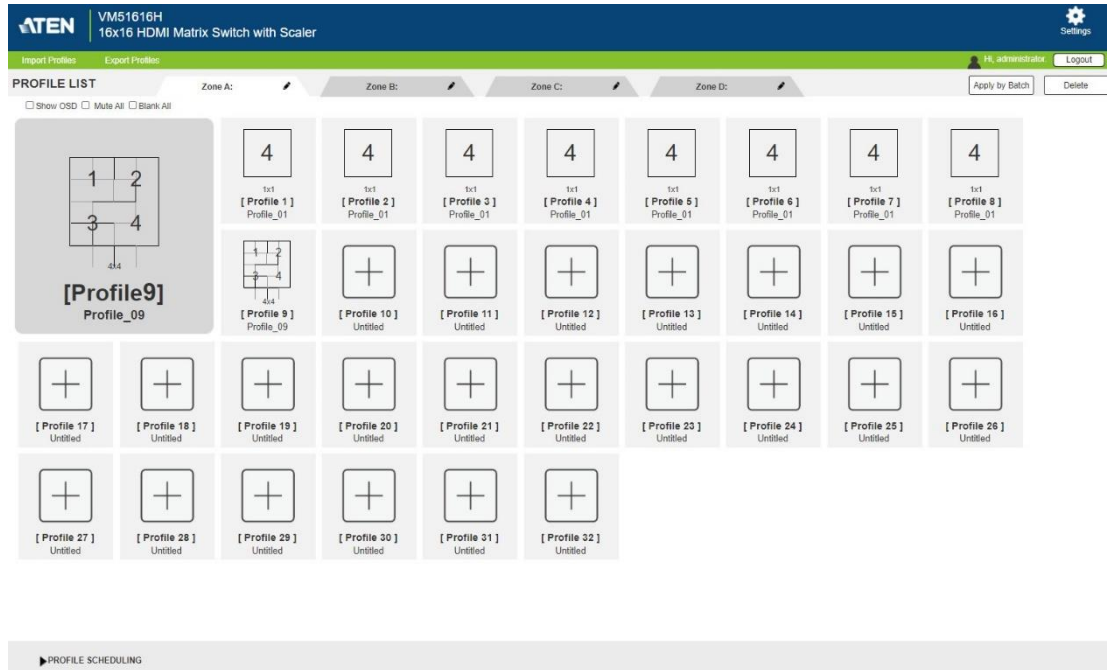 ATEN
VM51616H
16x16 HDMI Matrix Switch with Scaler
Settings
Import Profiles Export Profiles Hi, administrator. Logout
PROFILE LIST Zone A: Zone B: Zone C: Zone D: Apply by Batch Delete
Show OSD Mute All Blank All
1 2
3 4
4x4
[Profile9]
Profile_09
4 4 4 4 4 4 4 4
1x1 1x1 1x1 1x1 1x1 1x1 1x1 1x1
[ Profile 1 ] [ Profile 2 ] [ Profile 3 ] [ Profile 4 ] [ Profile 5 ] [ Profile 6 ] [ Profile 7 ] [ Profile 8 ]
Profile_01 Profile_01 Profile_01 Profile_01 Profile_01 Profile_01 Profile_01 Profile_01
1 2
3 4
4x4
[ Profile 9 ] [ Profile 10 ] [ Profile 11 ] [ Profile 12 ] [ Profile 13 ] [ Profile 14 ] [ Profile 15 ] [ Profile 16 ]
Profile_09 Untitled Untitled Untitled Untitled Untitled Untitled Untitled
[ Profile 17 ] [ Profile 18 ] [ Profile 19 ] [ Profile 20 ] [ Profile 21 ] [ Profile 22 ] [ Profile 23 ] [ Profile 24 ] [ Profile 25 ] [ Profile 26 ]
Untitled Untitled Untitled Untitled Untitled Untitled Untitled Untitled Untitled Untitled
[ Profile 27 ] [ Profile 28 ] [ Profile 29 ] [ Profile 30 ] [ Profile 31 ] [ Profile 32 ]
Untitled Untitled Untitled Untitled Untitled Untitled
PROFILE SCHEDULING